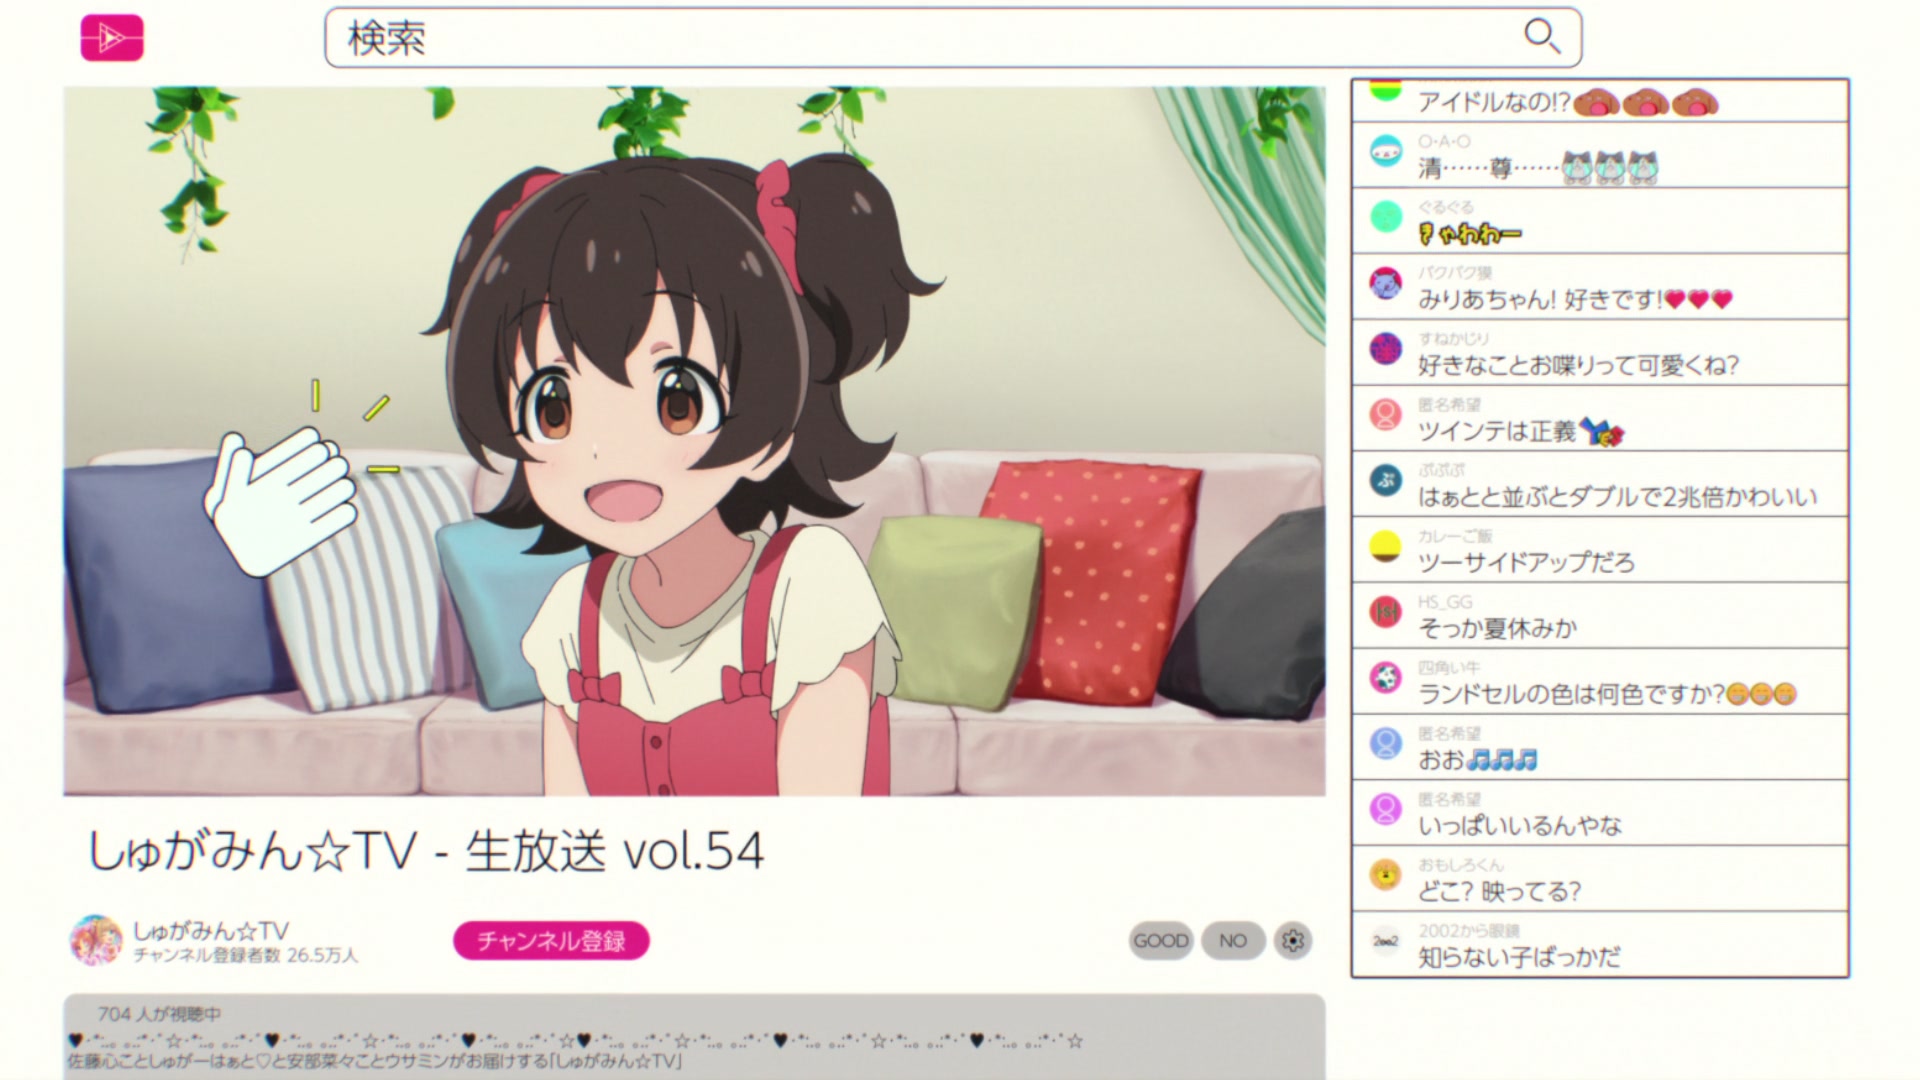 検索
しゅがみん☆TV - 生放送 vol.54
しゅがみん☆TV
チャンネル登録者数 26.5万人
チャンネル登録
GOOD
NO
704 人が視聴中
佐藤心ことしゅがーはぁと♡と安部菜々ことウサミンがお届けする「しゅがみん☆TV」
アイドルなの!?
O・A・O
清……尊……
ぐるぐる
きゃわわー
バクバク獏
みりあちゃん! 好きです!
すねかじり
好きなことお喋りって可愛くね?
匿名希望
ツインテは正義
ぷぷぷ
ぷ
はぁとと並ぶとダブルで2兆倍かわいい
カレーご飯
ツーサイドアップだろ
HS_GG
そっか夏休みか
四角い牛
ランドセルの色は何色ですか?
匿名希望
おお
匿名希望
いっぱいいるんやな
おもしろくん
どこ? 映ってる?
2002から眼鏡
知らない子ばっかだ